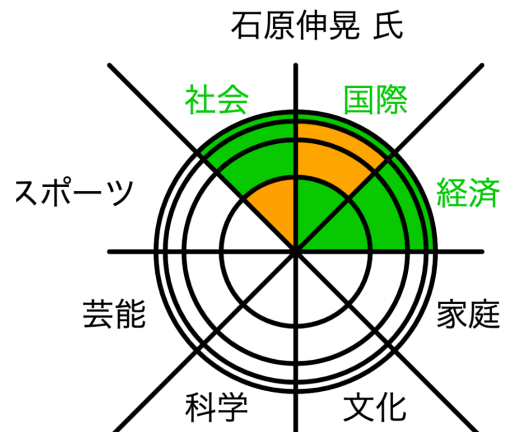 石原伸晃 氏
社会 国際
スポーツ 経済
芸能 家庭
科学 文化